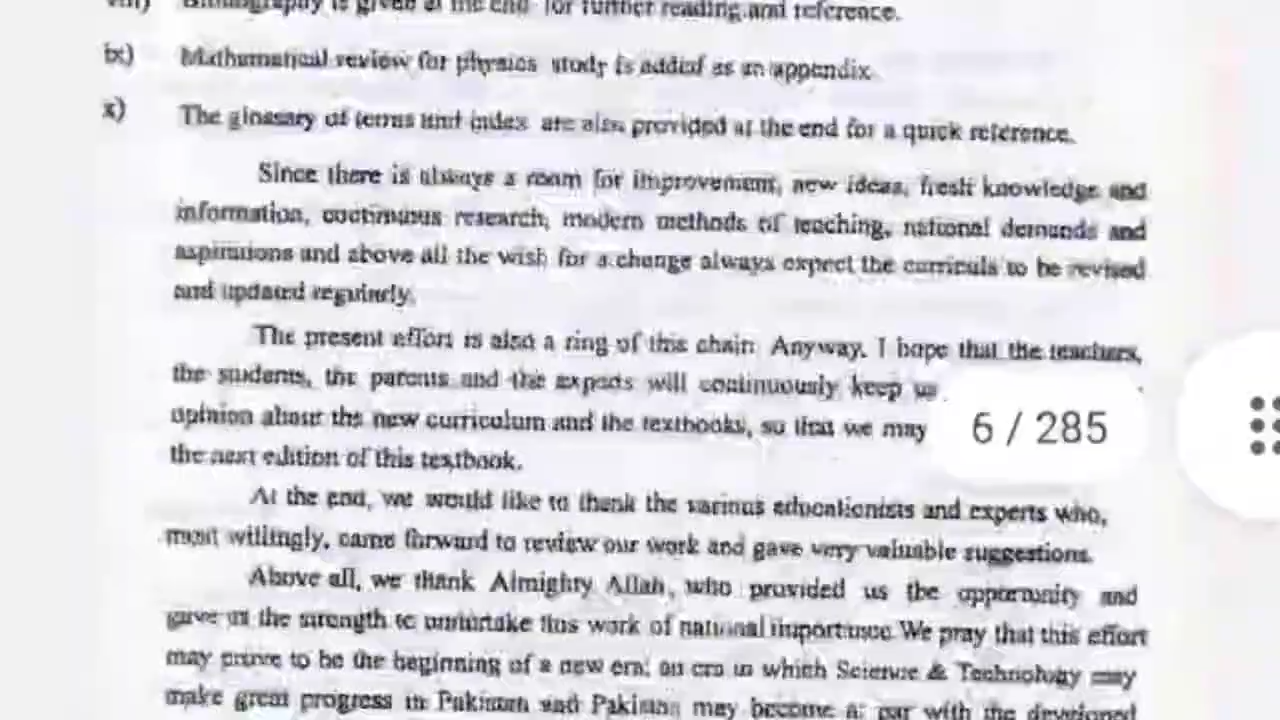 viii) Bibliography is given at the end for further reading and reference.
ix) Mathematical review for physics study is added as an appendix.
x) The glossary of terms and index are also provided at the end for a quick reference.
Since there is always a room for improvement, new ideas, fresh knowledge and
information, continuous research, modern methods of teaching, national demands and
aspirations and above all the wish for a change always expect the curricula to be revised
and updated regularly.
The present effort is also a ring of this chain. Anyway, I hope that the teachers,
the students, the parents and the experts will continuously keep us
opinion about the new curriculum and the textbooks, so that we may
the next edition of this textbook.
6 / 285
At the end, we would like to thank the various educationists and experts who,
most willingly, came forward to review our work and gave very valuable suggestions.
Above all, we thank Almighty Allah, who provided us the opportunity and
gave us the strength to undertake this work of national importance. We pray that this effort
may prove to be the beginning of a new era; an era in which Science & Technology may
make great progress in Pakistan and Pakistan may become at par with the developed